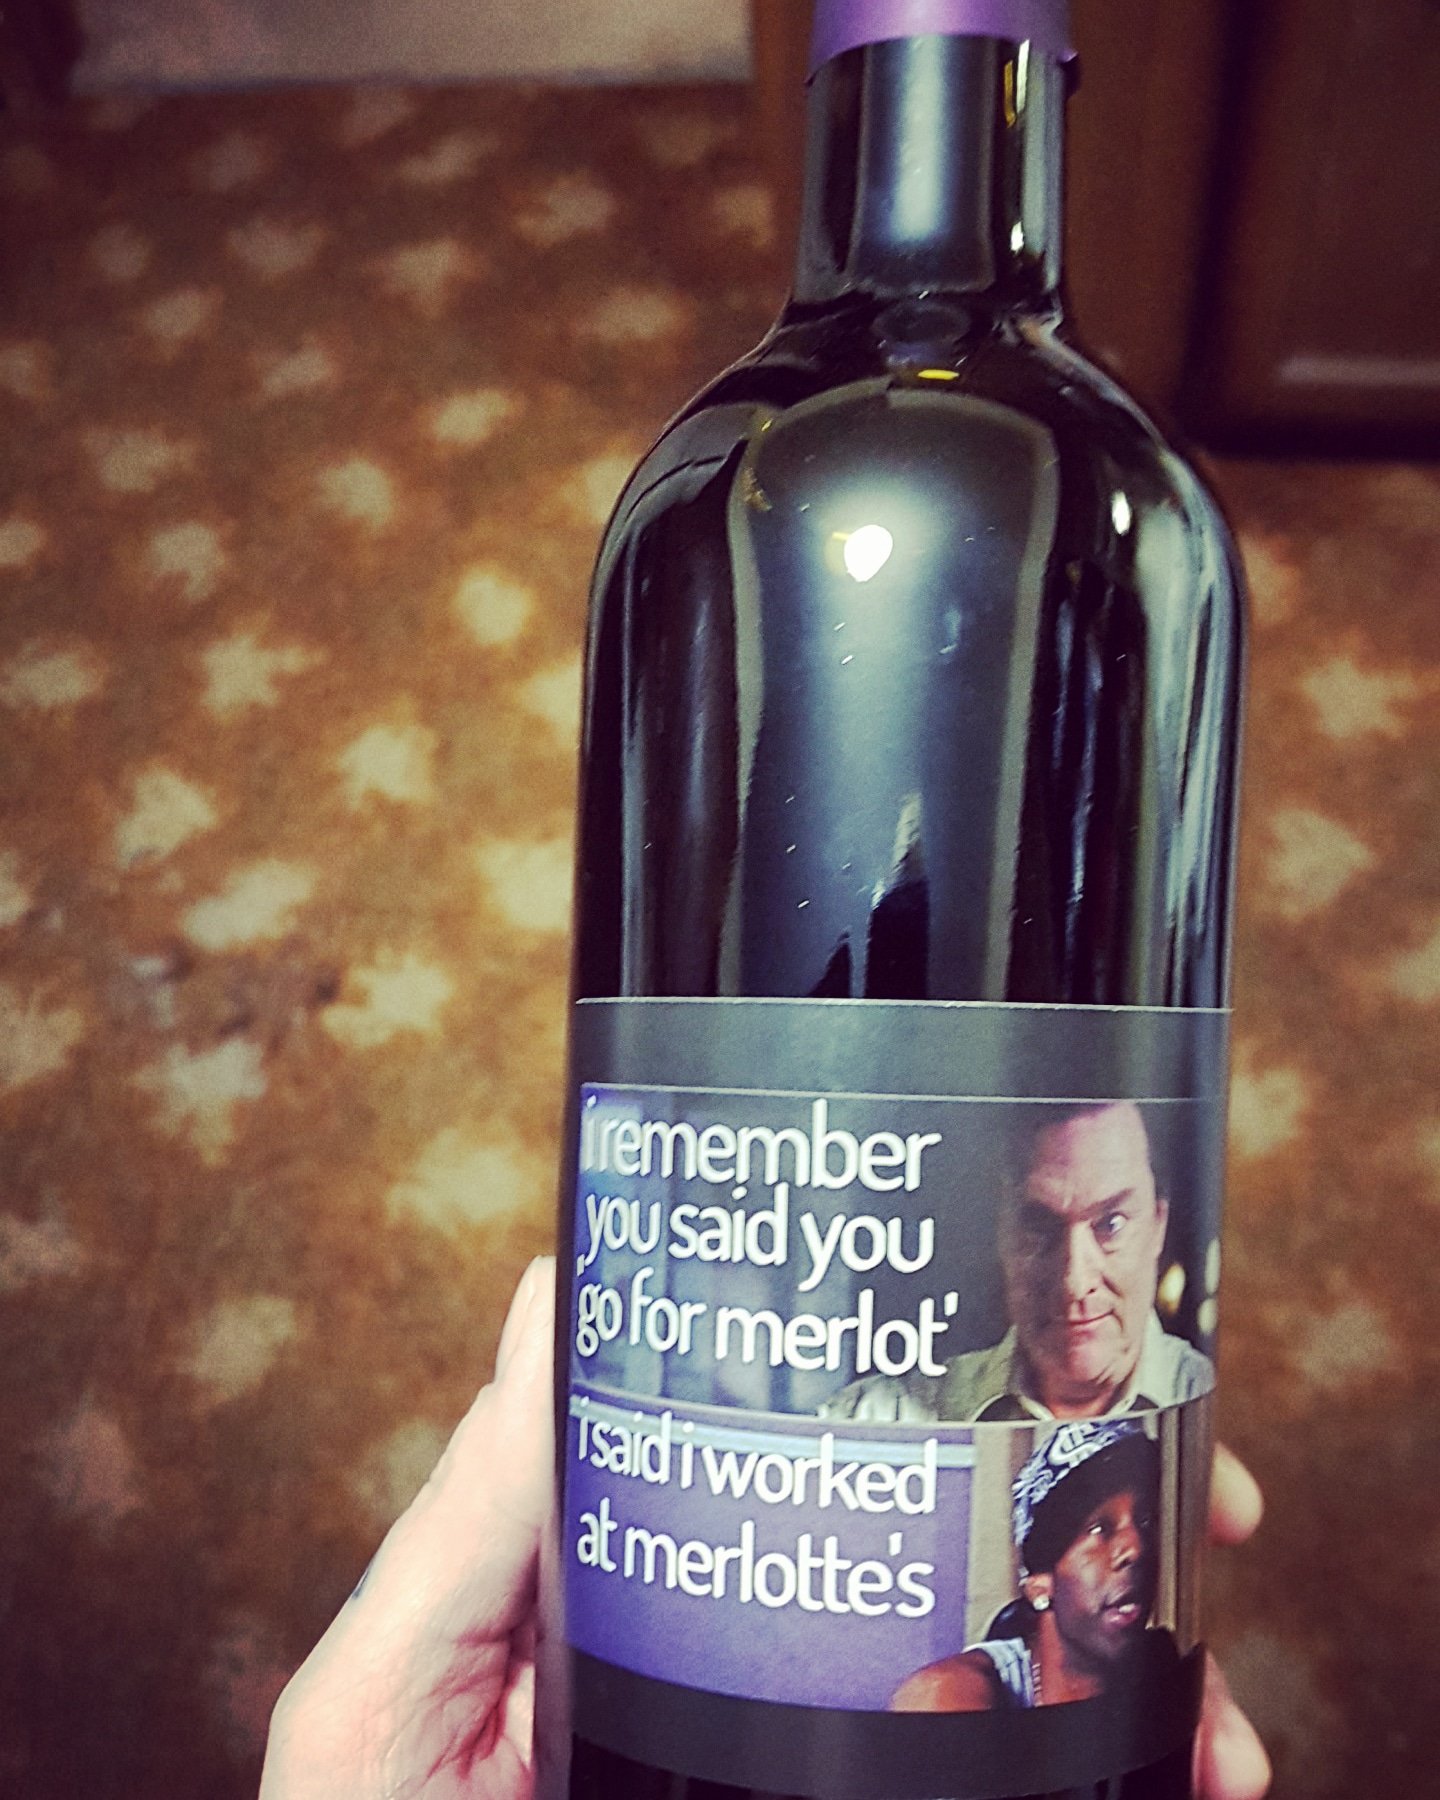 'i remember
you said you
'go for merlot'
'i said i worked
at merlotte's